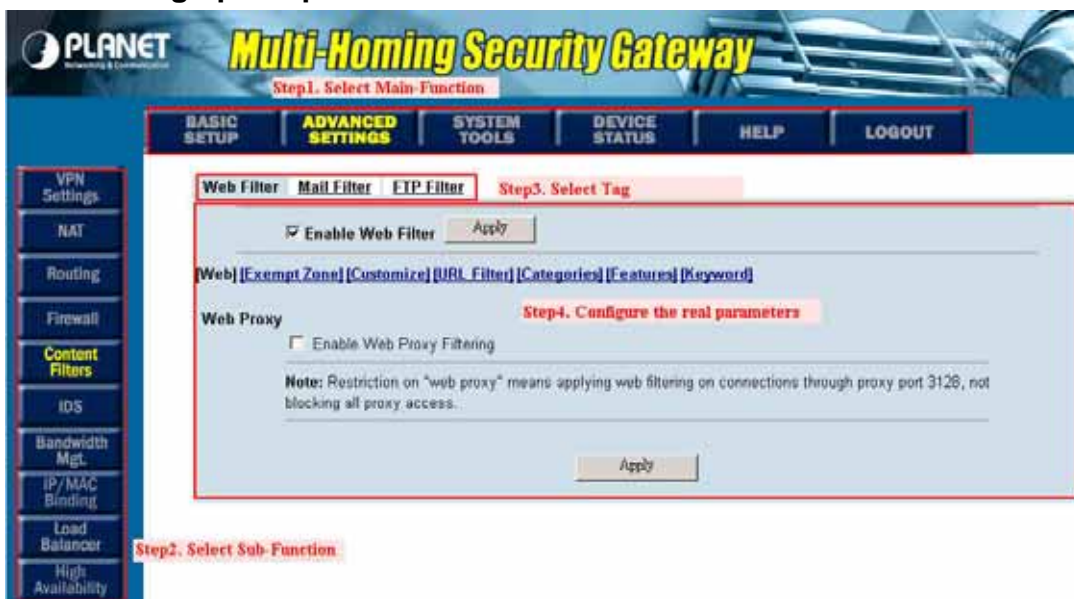 PLANET
Networking & Communication
Multi-Homing Security Gateway
Step1. Select Main-Function
BASIC SETUP
ADVANCED SETTINGS
SYSTEM TOOLS
DEVICE STATUS
HELP
LOGOUT
VPN Settings
NAT
Routing
Firewall
Content Filters
IDS
Bandwidth Mgt.
IP/MAC Binding
Load Balancer
High Availability
Web Filter Mail Filter FTP Filter
Step3. Select Tag
Enable Web Filter Apply
[Web] [Exempt Zone] [Customize] [URL Filter] [Categories] [Features] [Keyword]
Step4. Configure the real parameters
Web Proxy
Enable Web Proxy Filtering
Note: Restriction on "web proxy" means applying web filtering on connections through proxy port 3128, not
blocking all proxy access.
Apply
Step2. Select Sub-Function